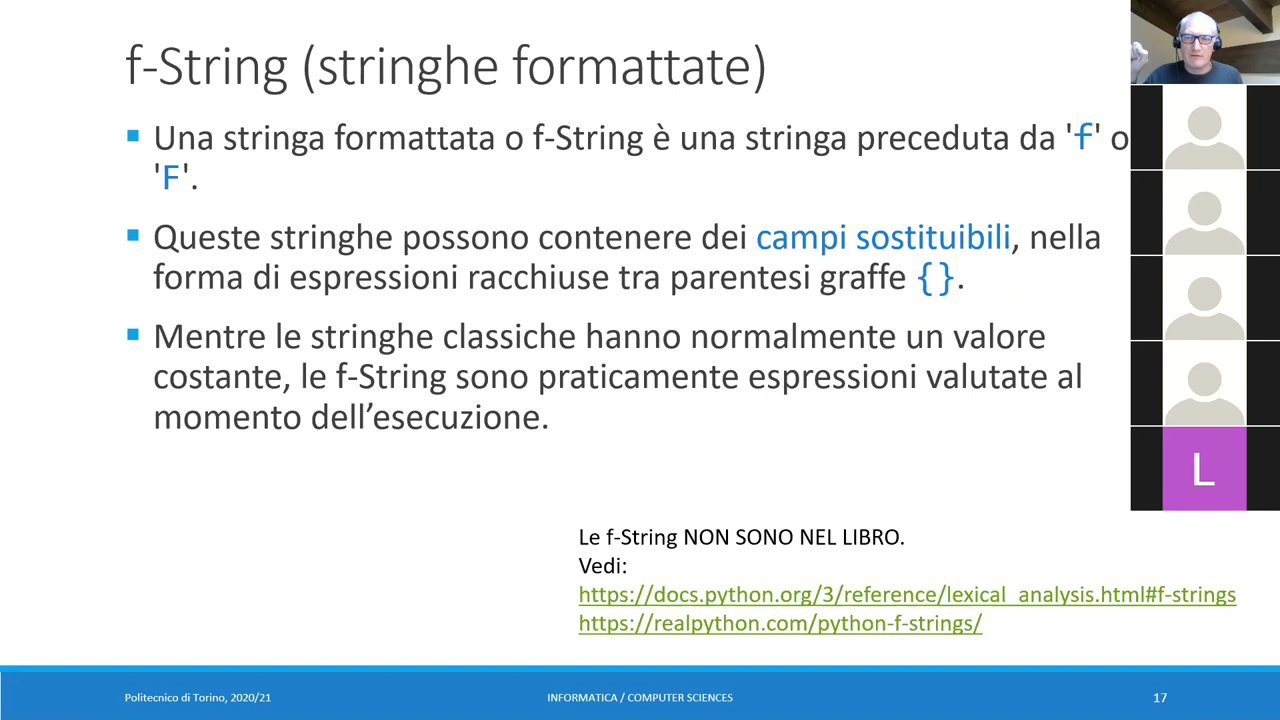 f-String (stringhe formattate)
Una stringa formattata o f-String è una stringa preceduta da 'f' o
'F'.
Queste stringhe possono contenere dei campi sostituibili, nella
forma di espressioni racchiuse tra parentesi graffe {}.
Mentre le stringhe classiche hanno normalmente un valore
costante, le f-String sono praticamente espressioni valutate al
momento dell’esecuzione.
L
Le f-String NON SONO NEL LIBRO.
Vedi:
https://docs.python.org/3/reference/lexical_analysis.html#f-strings
https://realpython.com/python-f-strings/
Politecnico di Torino, 2020/21
INFORMATICA / COMPUTER SCIENCES
17